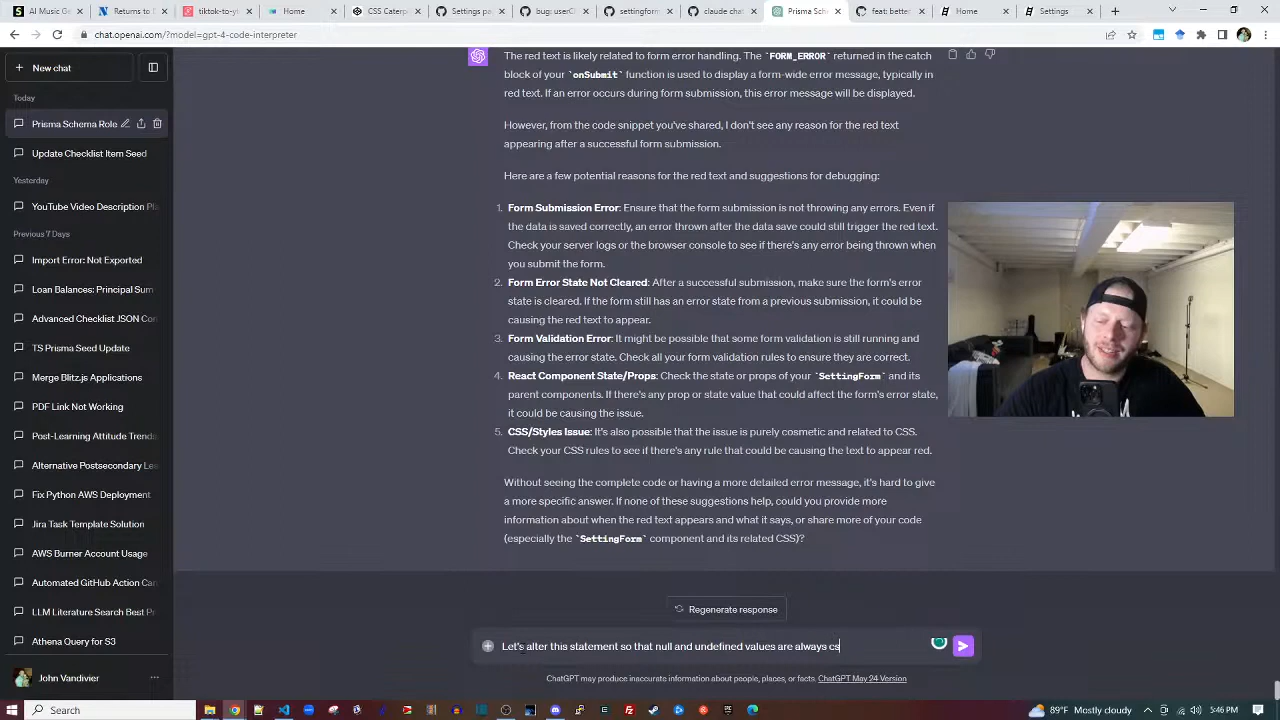 AI Music Ge
Returns to D
tiktok-to-yl
Home
CSS Caterp
Settings pa
bug: userCl
settingform
claude chat
Prisma Sche
feat: better
Home
Settings
chat.openai.com/?model=gpt-4-code-interpreter
New chat
Today
Prisma Schema Role
Update Checklist Item Seed
Yesterday
YouTube Video Description Pla
Previous 7 Days
Import Error: Not Exported
Loan Balances: Principal Sum
Advanced Checklist JSON Con
TS Prisma Seed Update
Merge Blitz.js Applications
PDF Link Not Working
Post-Learning Attitude Trends
Alternative Postsecondary Les
Fix Python AWS Deployment
Jira Task Template Solution
AWS Burner Account Usage
Automated GitHub Action Can
LLM Literature Search Best Pr
Athena Query for S3
John Vandivier
The red text is likely related to form error handling. The `FORM_ERROR` returned in the catch
block of your `onSubmit` function is used to display a form-wide error message, typically in
red text. If an error occurs during form submission, this error message will be displayed.
However, from the code snippet you've shared, I don't see any reason for the red text
appearing after a successful form submission.
Here are a few potential reasons for the red text and suggestions for debugging:
1. Form Submission Error: Ensure that the form submission is not throwing any errors. Even if
the data is saved correctly, an error thrown after the data save could still trigger the red text.
Check your server logs or the browser console to see if there's any error being thrown when
you submit the form.
2. Form Error State Not Cleared: After a successful submission, make sure the form's error
state is cleared. If the form still has an error state from a previous submission, it could be
causing the red text to appear.
3. Form Validation Error: It might be possible that some form validation is still running and
causing the error state. Check all your form validation rules to ensure they are correct.
4. React Component State/Props: Check the state or props of your `SettingForm` and its
parent components. If there's any prop or state value that could affect the form's error state,
it could be causing the issue.
5. CSS/Styles Issue: It's also possible that the issue is purely cosmetic and related to CSS.
Check your CSS rules to see if there's any rule that could be causing the text to appear red.
Without seeing the complete code or having a more detailed error message, it's hard to give
a more specific answer. If none of these suggestions help, could you provide more
information about when the red text appears and what it says, or share more of your code
(especially the `SettingForm` component and its related CSS)?
Regenerate response
Let's alter this statement so that null and undefined values are always cs
ChatGPT may produce inaccurate information about people, places, or facts. ChatGPT May 24 Version
Search
89°F Mostly cloudy
5:46 PM